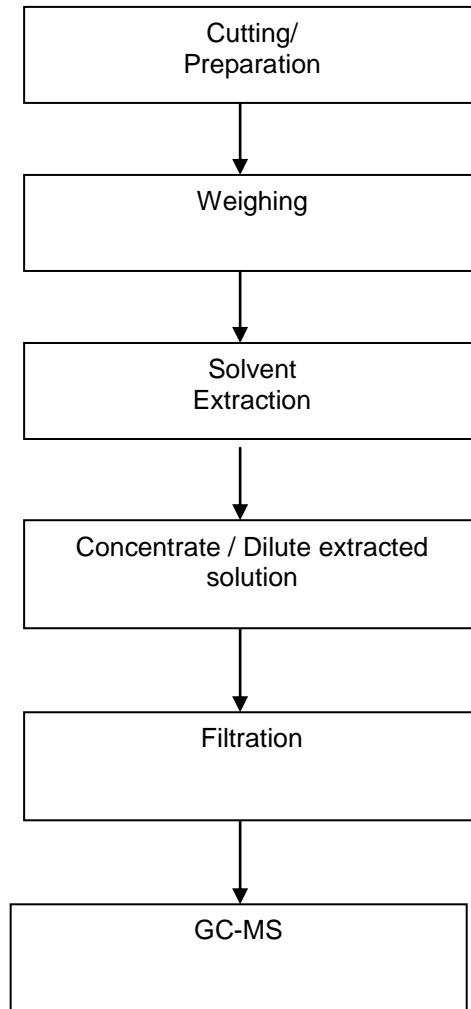 Cutting/
Preparation
Weighing
Solvent
Extraction
Concentrate / Dilute extracted
solution
Filtration
GC-MS